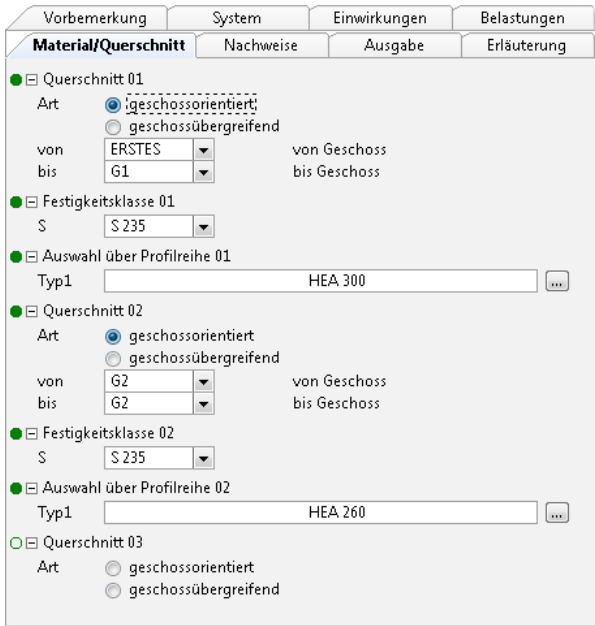 Vorbemerkung System Einwirkungen Belastungen
Material/Querschnitt Nachweise Ausgabe Erläuterung
Querschnitt 01
Art geschossorientiert
geschossübergreifend
von ERSTES von Geschoss
bis G1 bis Geschoss
Festigkeitsklasse 01
S S 235
Auswahl über Profilreihe 01
Typ1 HEA 300 ...
Querschnitt 02
Art geschossorientiert
geschossübergreifend
von G2 von Geschoss
bis G2 bis Geschoss
Festigkeitsklasse 02
S S 235
Auswahl über Profilreihe 02
Typ1 HEA 260 ...
Querschnitt 03
Art geschossorientiert
geschossübergreifend